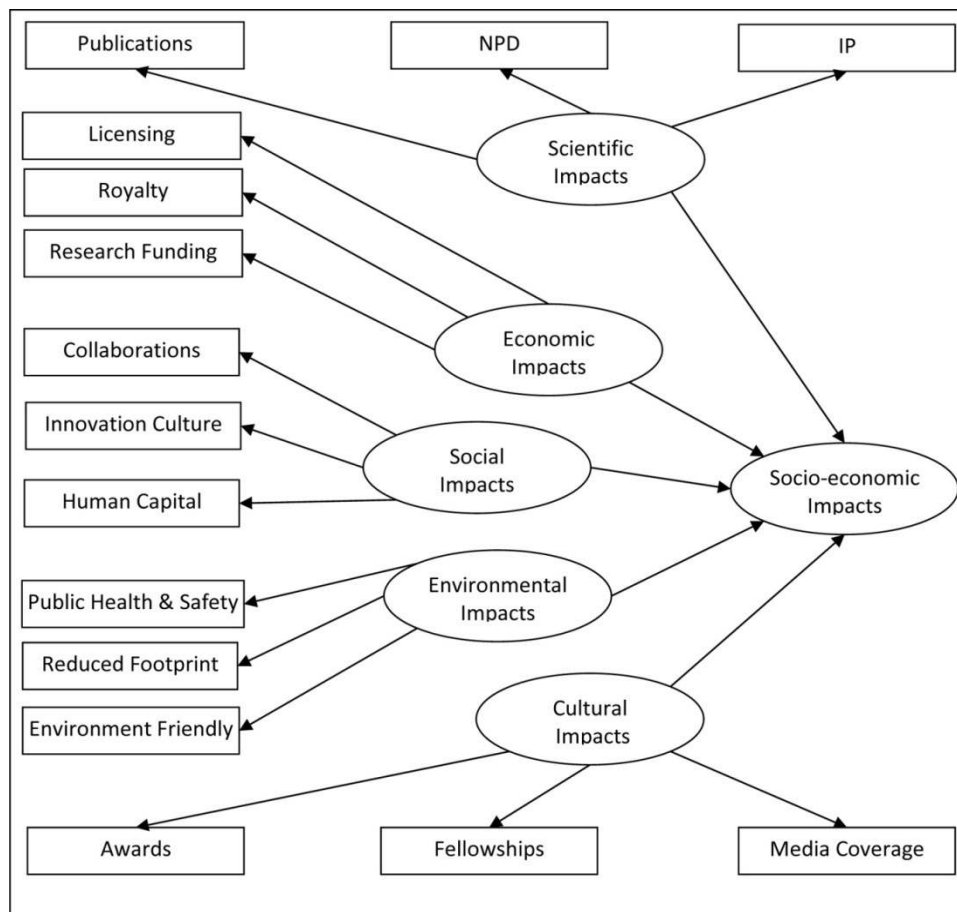 Publications
NPD
IP
Licensing
Scientific
Impacts
Royalty
Research Funding
Economic
Impacts
Collaborations
Innovation Culture
Social
Impacts
Socio-economic
Impacts
Human Capital
Environmental
Impacts
Public Health & Safety
Reduced Footprint
Cultural
Impacts
Environment Friendly
Awards
Fellowships
Media Coverage